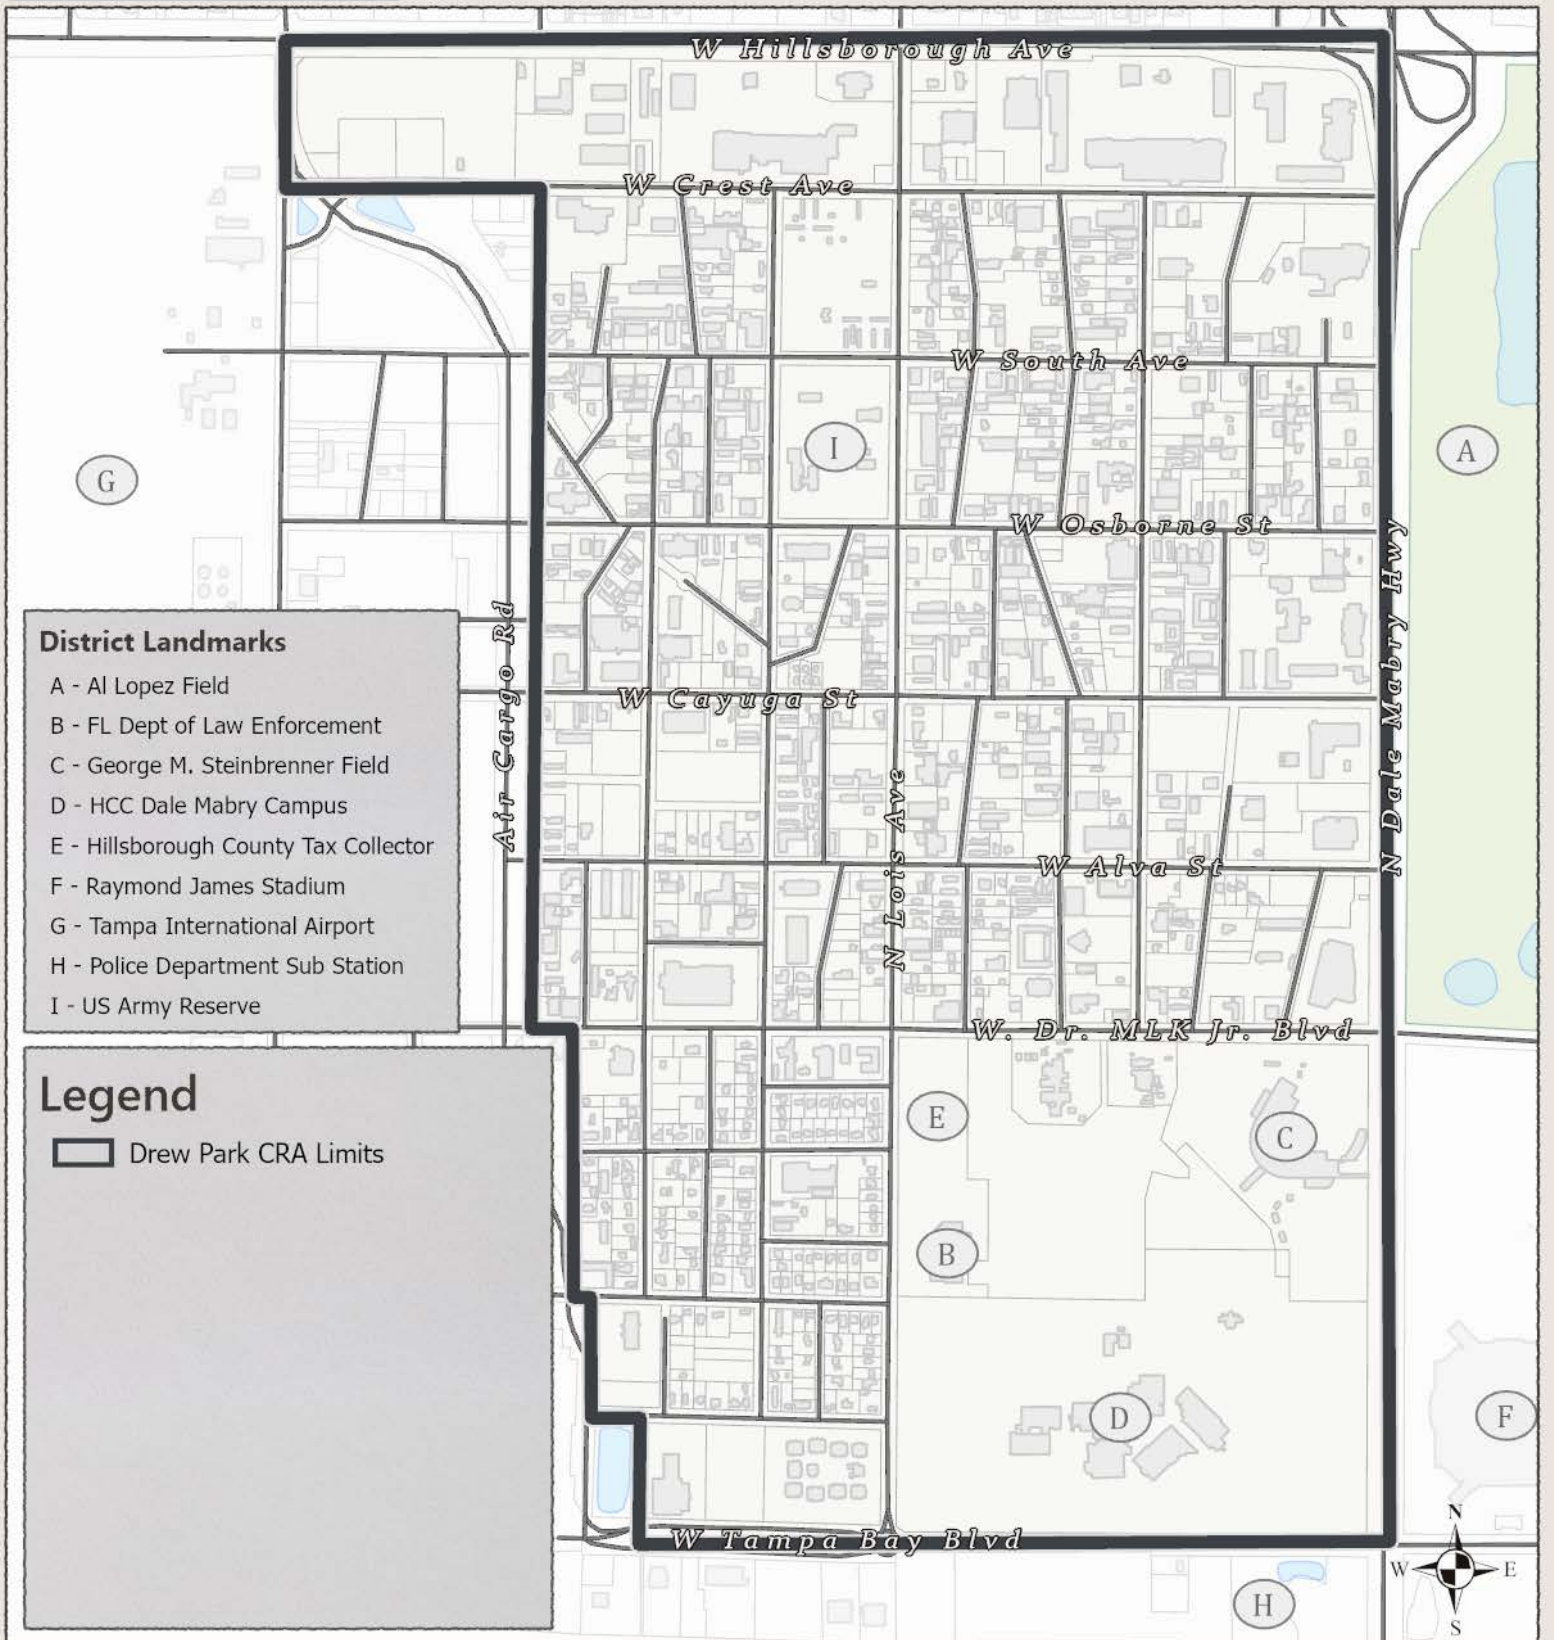 W Hillsborough Ave
W Crest Ave
W South Ave
I
A
G
W Osborne St
N Dale Mabry Hwy
Air Cargo Rd
District Landmarks
A - Al Lopez Field
B - FL Dept of Law Enforcement
C - George M. Steinbrenner Field
D - HCC Dale Mabry Campus
E - Hillsborough County Tax Collector
F - Raymond James Stadium
G - Tampa International Airport
H - Police Department Sub Station
I - US Army Reserve
W Cayuga St
N Lois Ave
W Alva St
W. Dr. MLK Jr. Blvd
Legend
Drew Park CRA Limits
E
C
B
D
F
W Tampa Bay Blvd
H
N
W
E
S